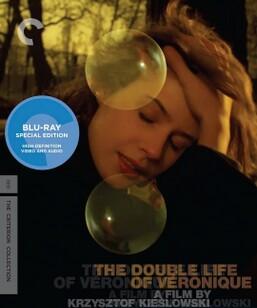 BLU-RAY
SPECIAL EDITION
HIGH-DEFINITION
VIDEO AND AUDIO
THE CRITERION COLLECTION
THE DOUBLE LIFE
OF VÉRONIQUE
A FILM BY
KRZYSZTOF KIEŚLOWSKI